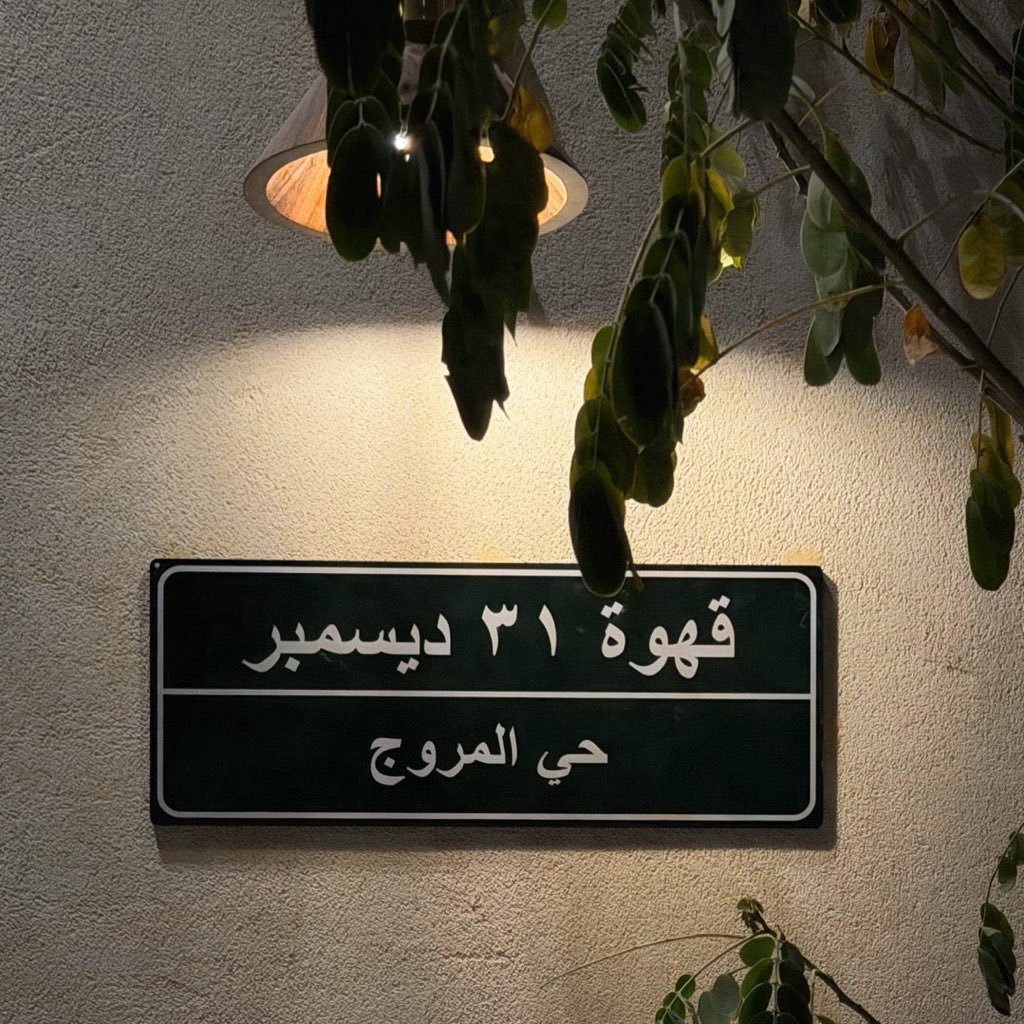 قهوة ٣١ ديسمبر
حي المروج